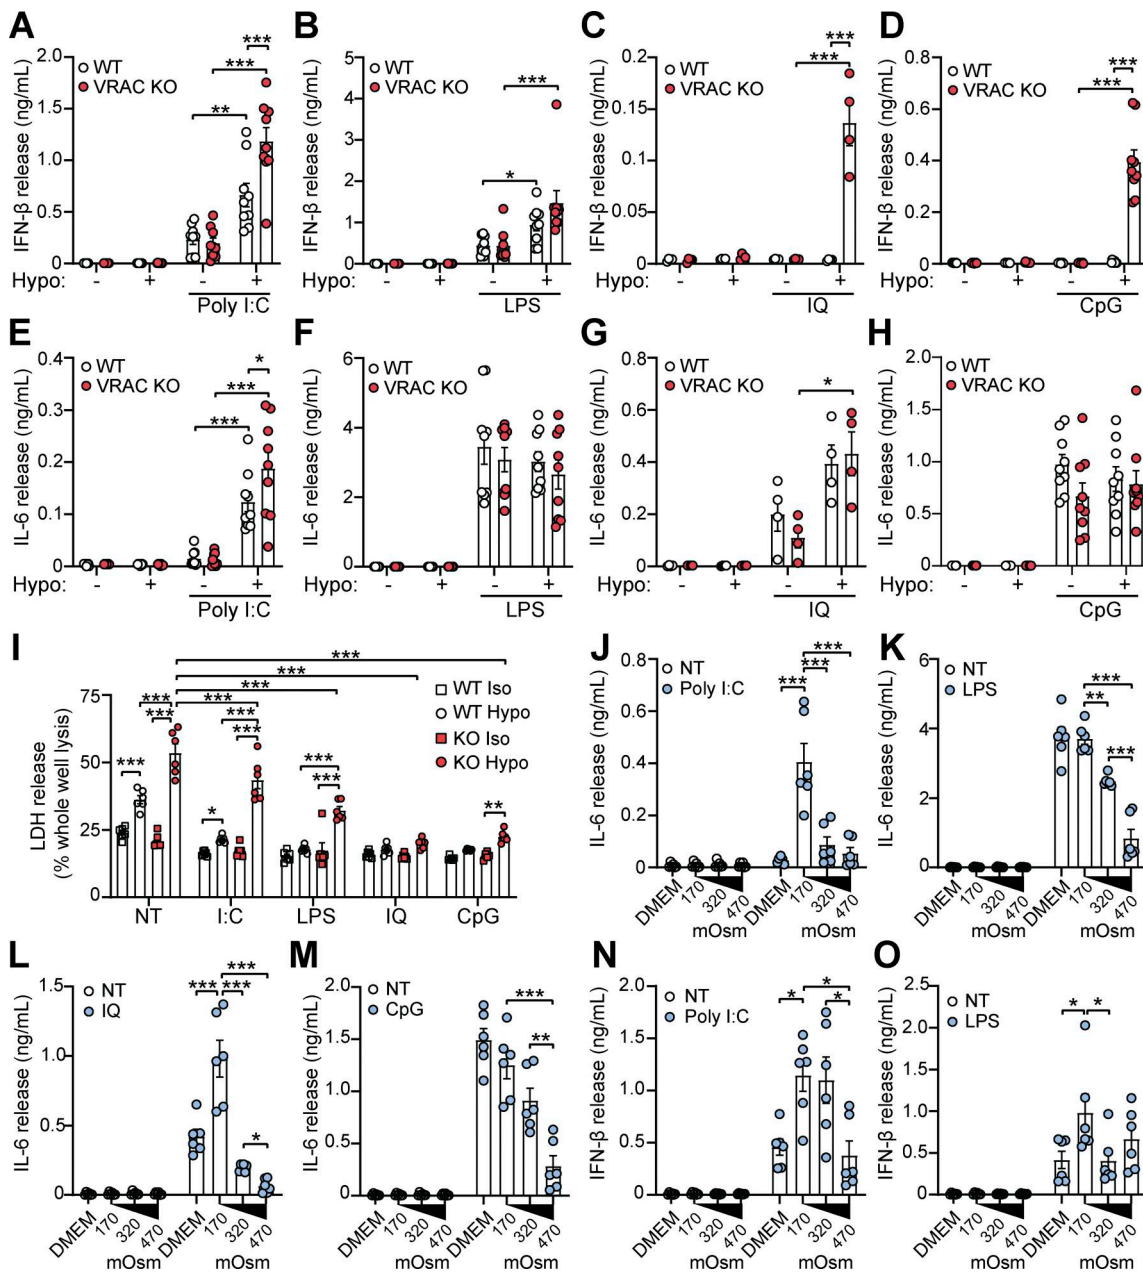 A
IFN-β release (ng/mL)
2.0
1.5
1.0
0.5
0
WT
VRAC KO
**
***
***
Hypo: - + - +
Poly I:C
B
IFN-β release (ng/mL)
5
4
3
2
1
0
WT
VRAC KO
*
***
- + - +
LPS
C
IFN-β release (ng/mL)
0.2
0.15
0.1
0.05
0
WT
VRAC KO
***
***
Hypo: - + - +
IQ
D
IFN-β release (ng/mL)
0.8
0.6
0.4
0.2
0
WT
VRAC KO
***
***
- + - +
CpG
E
IL-6 release (ng/mL)
0.4
0.3
0.2
0.1
0
WT
VRAC KO
*
***
***
Hypo: - + - +
Poly I:C
F
IL-6 release (ng/mL)
6
4
2
0
WT
VRAC KO
- + - +
LPS
G
IL-6 release (ng/mL)
0.8
0.6
0.4
0.2
0
WT
VRAC KO
*
Hypo: - + - +
IQ
H
IL-6 release (ng/mL)
2.0
1.5
1.0
0.5
0
WT
VRAC KO
- + - +
CpG
I
LDH release
(% whole well lysis)
75
50
25
0
***
***
***
*** ***
*** *** ***
*** *** ***
* **
WT Iso
WT Hypo
KO Iso
KO Hypo
NT I:C LPS IQ CpG
J
IL-6 release (ng/mL)
0.8
0.6
0.4
0.2
0
NT
Poly I:C
***
*** ***
DMEM 170 320 470 DMEM 170 320 470
mOsm mOsm
K
IL-6 release (ng/mL)
6
4
2
0
NT
LPS
***
**
***
DMEM 170 320 470 DMEM 170 320 470
mOsm mOsm
L
IL-6 release (ng/mL)
1.5
1.0
0.5
0
NT
IQ
***
*** ***
*
DMEM 170 320 470 DMEM 170 320 470
mOsm mOsm
M
IL-6 release (ng/mL)
2.0
1.5
1.0
0.5
0
NT
CpG
***
**
DMEM 170 320 470 DMEM 170 320 470
mOsm mOsm
N
IFN-β release (ng/mL)
2.0
1.5
1.0
0.5
0
NT
Poly I:C
*
* *
DMEM 170 320 470 DMEM 170 320 470
mOsm mOsm
O
IFN-β release (ng/mL)
2.5
2.0
1.5
1.0
0.5
0
NT
LPS
* *
DMEM 170 320 470 DMEM 170 320 470
mOsm mOsm